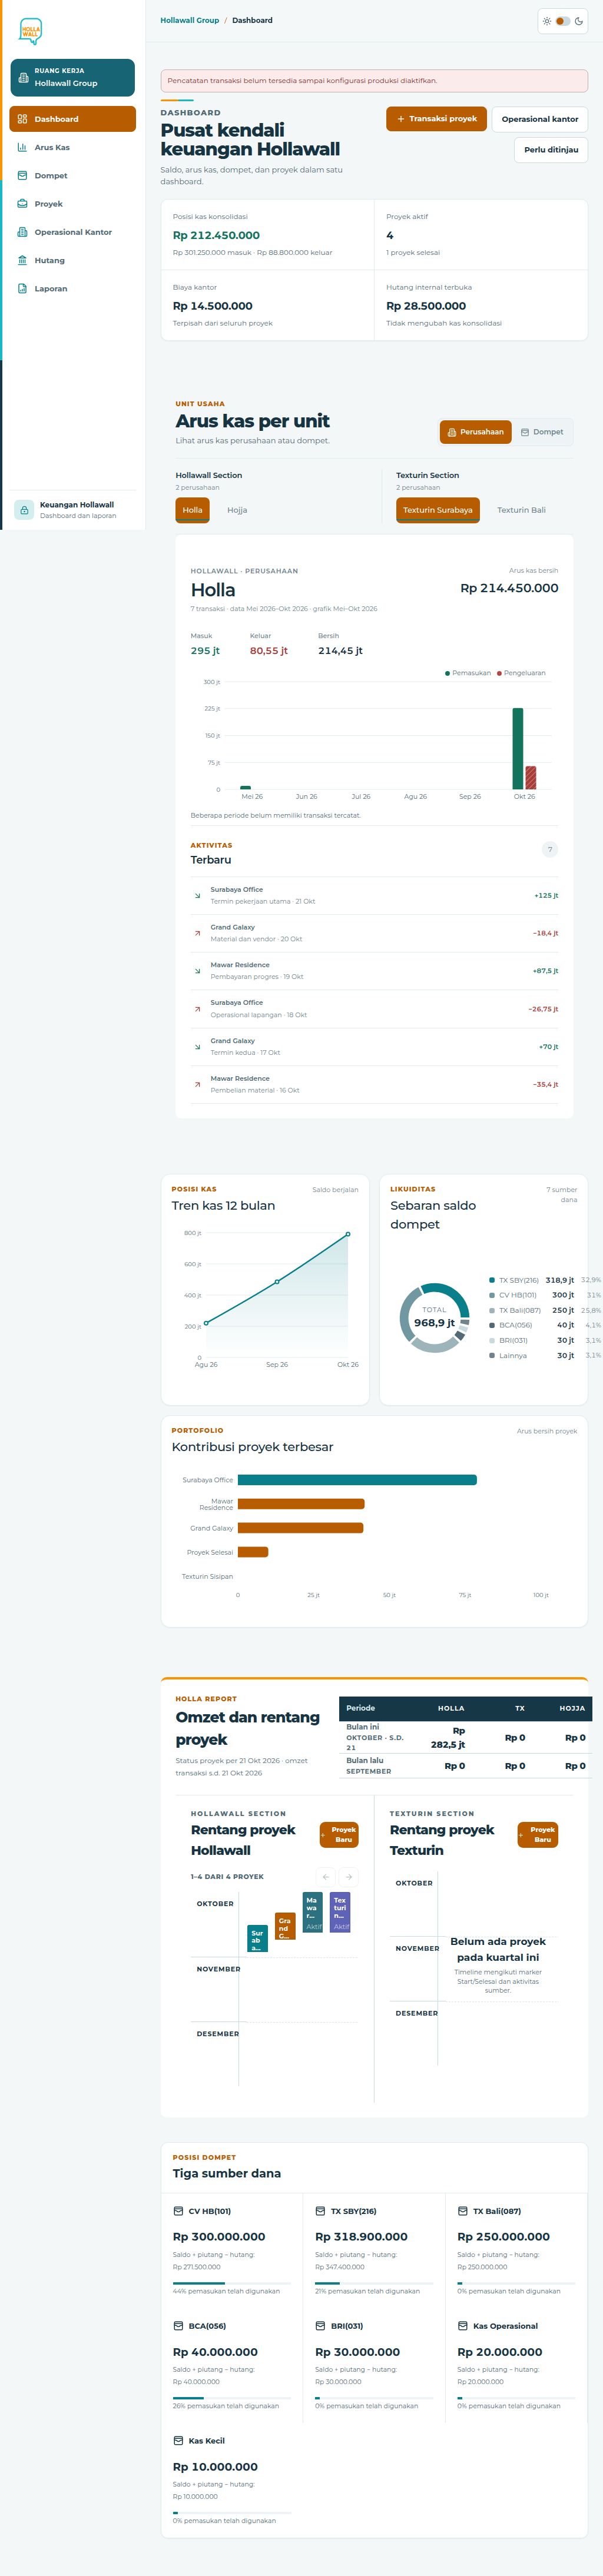 HOLLA
WALL
RUANG KERJA
Hollawall Group
Dashboard
Arus Kas
Dompet
Proyek
Operasional Kantor
Hutang
Laporan
Keuangan Hollawall
Dashboard dan laporan
Hollawall Group / Dashboard
Pencatatan transaksi belum tersedia sampai konfigurasi produksi diaktifkan.
DASHBOARD
Pusat kendali
keuangan Hollawall
Saldo, arus kas, dompet, dan proyek dalam satu
dashboard.
+ Transaksi proyek
Operasional kantor
Perlu ditinjau
Posisi kas konsolidasi
Rp 212.450.000
Rp 301.250.000 masuk · Rp 88.800.000 keluar
Proyek aktif
4
1 proyek selesai
Biaya kantor
Rp 14.500.000
Terpisah dari seluruh proyek
Hutang internal terbuka
Rp 28.500.000
Tidak mengubah kas konsolidasi
UNIT USAHA
Arus kas per unit
Lihat arus kas perusahaan atau dompet.
Perusahaan
Dompet
Hollawall Section
2 perusahaan
Holla
Hojja
Texturin Section
2 perusahaan
Texturin Surabaya
Texturin Bali
HOLLAWALL · PERUSAHAAN
Holla
7 transaksi · data Mei 2026–Okt 2026 · grafik Mei–Okt 2026
Arus kas bersih
Rp 214.450.000
Masuk
295 jt
Keluar
80,55 jt
Bersih
214,45 jt
Pemasukan
Pengeluaran
300 jt
225 jt
150 jt
75 jt
0
Mei 26
Jun 26
Jul 26
Agu 26
Sep 26
Okt 26
Beberapa periode belum memiliki transaksi tercatat.
AKTIVITAS
Terbaru
7
Surabaya Office
Termin pekerjaan utama · 21 Okt
+125 jt
Grand Galaxy
Material dan vendor · 20 Okt
−18,4 jt
Mawar Residence
Pembayaran progres · 19 Okt
+87,5 jt
Surabaya Office
Operasional lapangan · 18 Okt
−26,75 jt
Grand Galaxy
Termin kedua · 17 Okt
+70 jt
Mawar Residence
Pembelian material · 16 Okt
−35,4 jt
POSISI KAS
Tren kas 12 bulan
Saldo berjalan
800 jt
600 jt
400 jt
200 jt
0
Agu 26
Sep 26
Okt 26
LIKUIDITAS
Sebaran saldo
dompet
7 sumber
dana
TOTAL
968,9 jt
TX SBY(216) 318,9 jt 32,9%
CV HB(101) 300 jt 31%
TX Bali(087) 250 jt 25,8%
BCA(056) 40 jt 4,1%
BRI(031) 30 jt 3,1%
Lainnya 30 jt 3,1%
PORTOFOLIO
Kontribusi proyek terbesar
Arus bersih proyek
Surabaya Office
Mawar
Residence
Grand Galaxy
Proyek Selesai
Texturin Sisipan
0
25 jt
50 jt
75 jt
100 jt
HOLLA REPORT
Omzet dan rentang
proyek
Status proyek per 21 Okt 2026 · omzet
transaksi s.d. 21 Okt 2026
Periode HOLLA TX HOJJA
Bulan ini
OKTOBER · S.D.
21
Rp
282,5 jt
Rp 0
Rp 0
Bulan lalu
SEPTEMBER
Rp 0
Rp 0
Rp 0
HOLLAWALL SECTION
Rentang proyek
Hollawall
+ Proyek
Baru
1–4 DARI 4 PROYEK
OKTOBER
NOVEMBER
DESEMBER
Sur
ab
a...
Gra
nd
G...
Ma
wa
r...
Aktif
Tex
turi
n...
Aktif
TEXTURIN SECTION
Rentang proyek
Texturin
+ Proyek
Baru
OKTOBER
NOVEMBER
DESEMBER
Belum ada proyek
pada kuartal ini
Timeline mengikuti marker
Start/Selesai dan aktivitas
sumber.
POSISI DOMPET
Tiga sumber dana
CV HB(101)
Rp 300.000.000
Saldo + piutang − hutang:
Rp 271.500.000
44% pemasukan telah digunakan
TX SBY(216)
Rp 318.900.000
Saldo + piutang − hutang:
Rp 347.400.000
21% pemasukan telah digunakan
TX Bali(087)
Rp 250.000.000
Saldo + piutang − hutang:
Rp 250.000.000
0% pemasukan telah digunakan
BCA(056)
Rp 40.000.000
Saldo + piutang − hutang:
Rp 40.000.000
26% pemasukan telah digunakan
BRI(031)
Rp 30.000.000
Saldo + piutang − hutang:
Rp 30.000.000
0% pemasukan telah digunakan
Kas Operasional
Rp 20.000.000
Saldo + piutang − hutang:
Rp 20.000.000
0% pemasukan telah digunakan
Kas Kecil
Rp 10.000.000
Saldo + piutang − hutang:
Rp 10.000.000
0% pemasukan telah digunakan